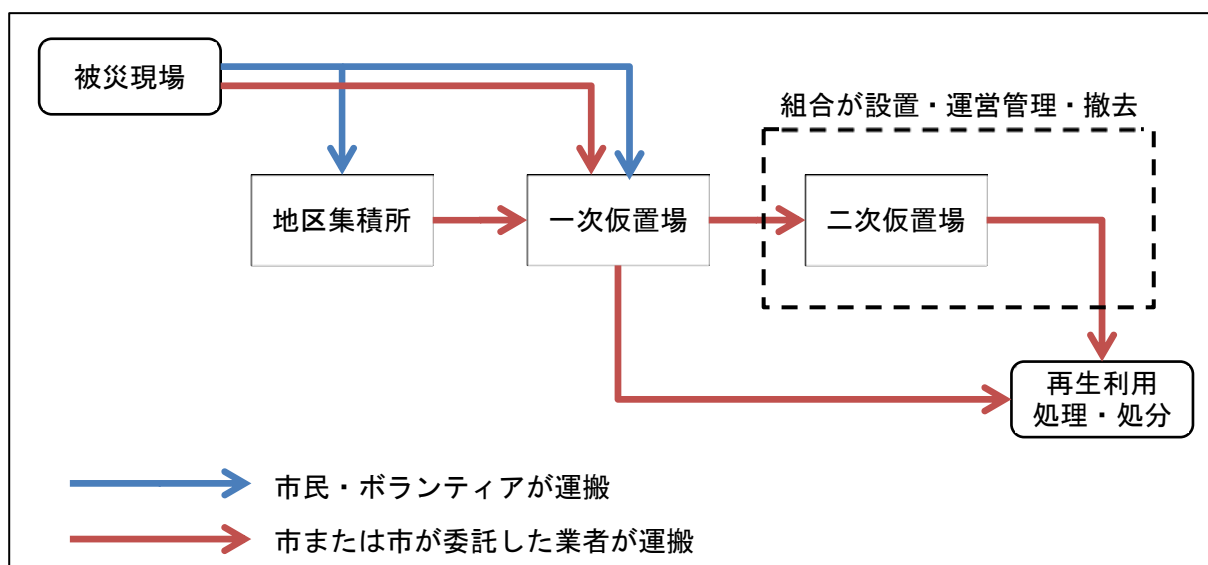 被災現場
組合が設置・運営管理・撤去
地区集積所
一次仮置場
二次仮置場
再生利用
処理・処分
市民・ボランティアが運搬
市または市が委託した業者が運搬